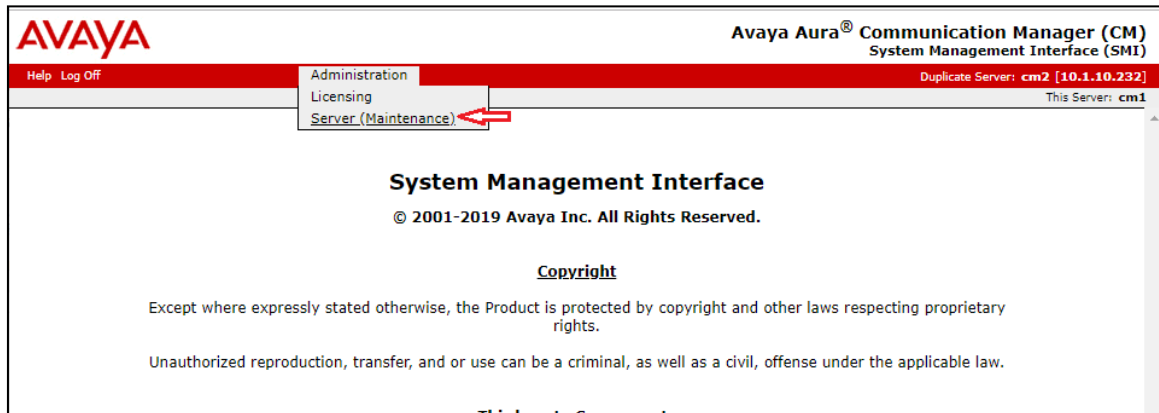 AVAYA
Avaya Aura® Communication Manager (CM)
System Management Interface (SMI)
Help Log Off
Administration
Duplicate Server: cm2 [10.1.10.232]
Licensing
This Server: cm1
Server (Maintenance)
System Management Interface
© 2001-2019 Avaya Inc. All Rights Reserved.
Copyright
Except where expressly stated otherwise, the Product is protected by copyright and other laws respecting proprietary
rights.
Unauthorized reproduction, transfer, and or use can be a criminal, as well as a civil, offense under the applicable law.